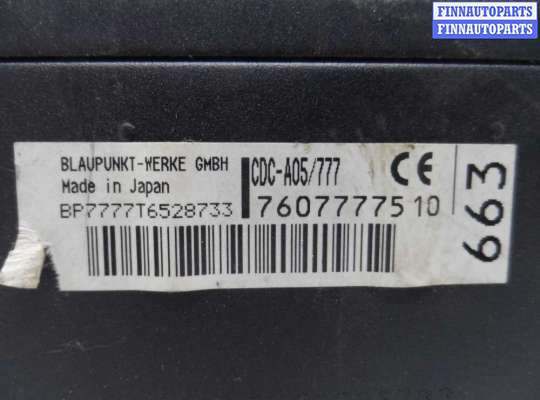 FINNAUTOPARTS
FINNAUTOPARTS
BLAUPUNKT-WERKE GMBH
Made in Japan
BP7777T6528733
CDC-A05/777
CE
7607777510
663